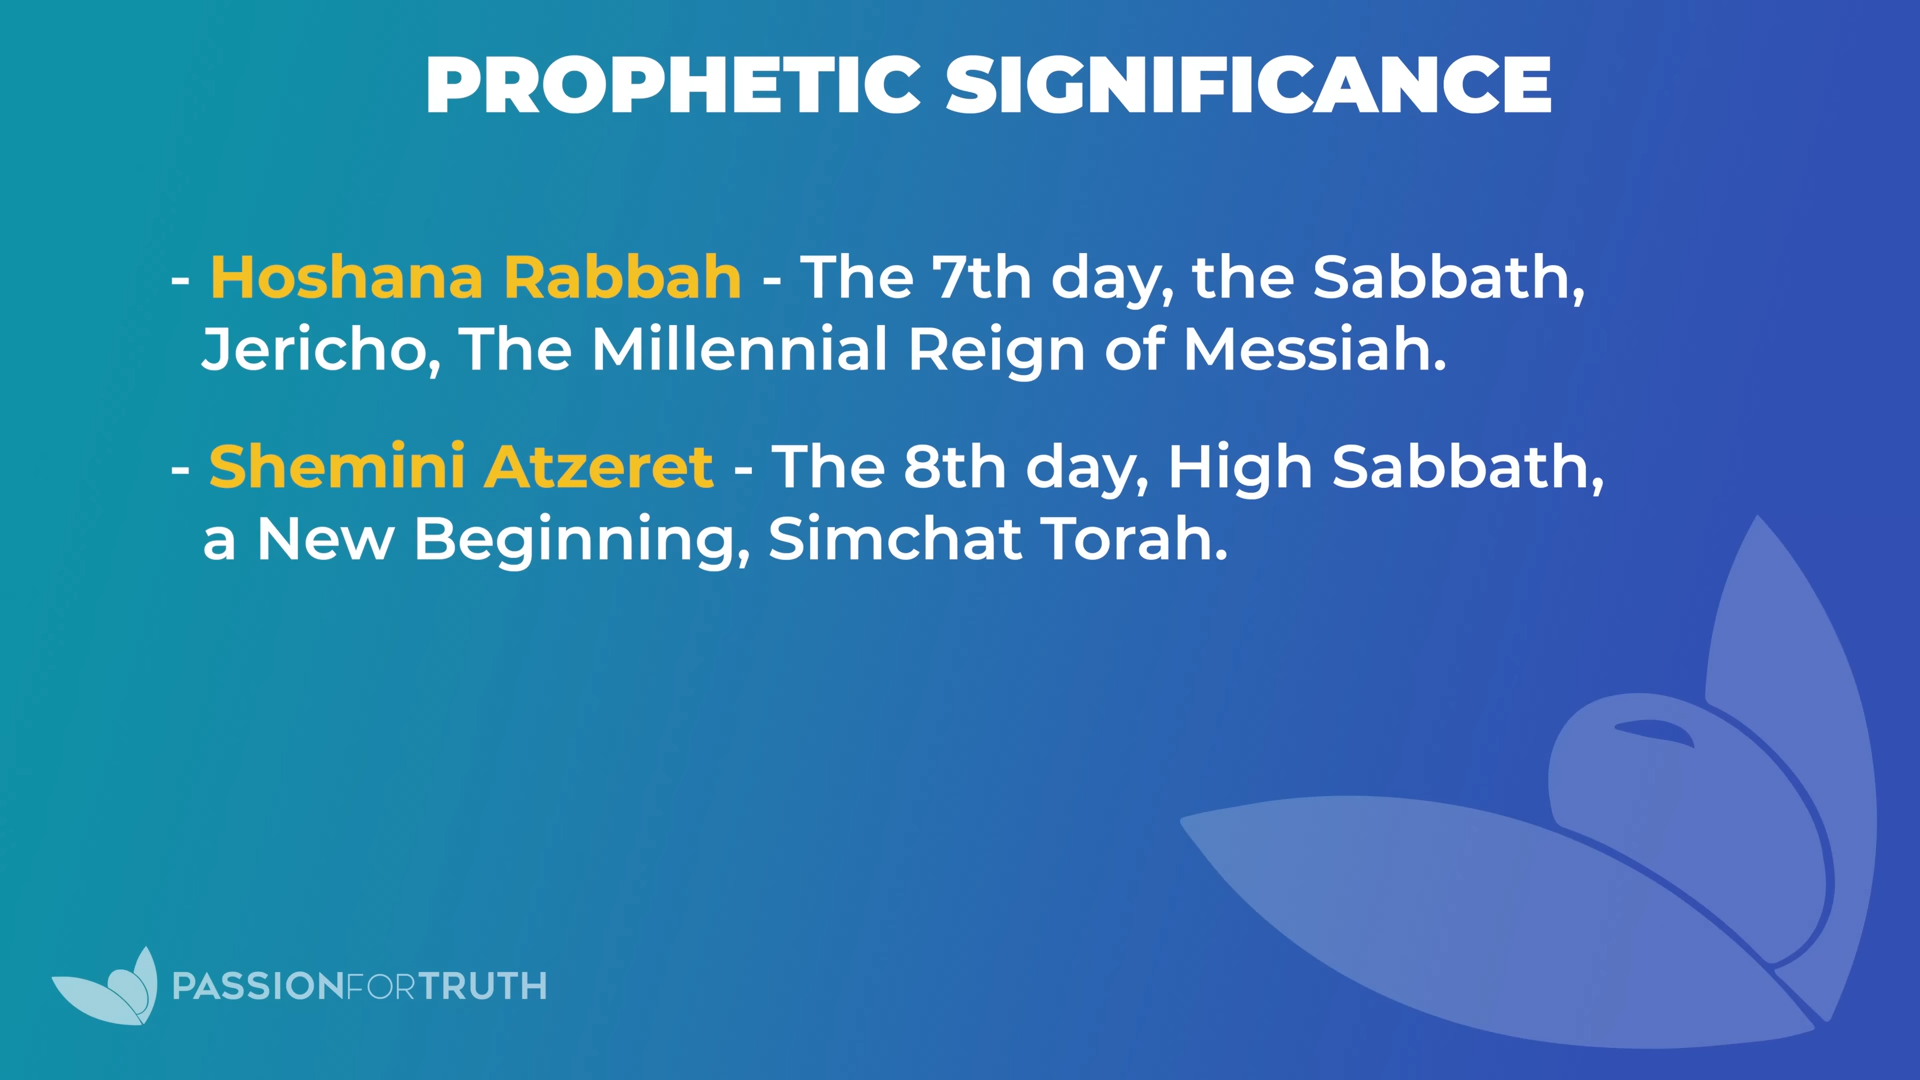 PROPHETIC SIGNIFICANCE
- Hoshana Rabbah - The 7th day, the Sabbath,
Jericho, The Millennial Reign of Messiah.
- Shemini Atzeret - The 8th day, High Sabbath,
a New Beginning, Simchat Torah.
PASSIONFORTRUTH